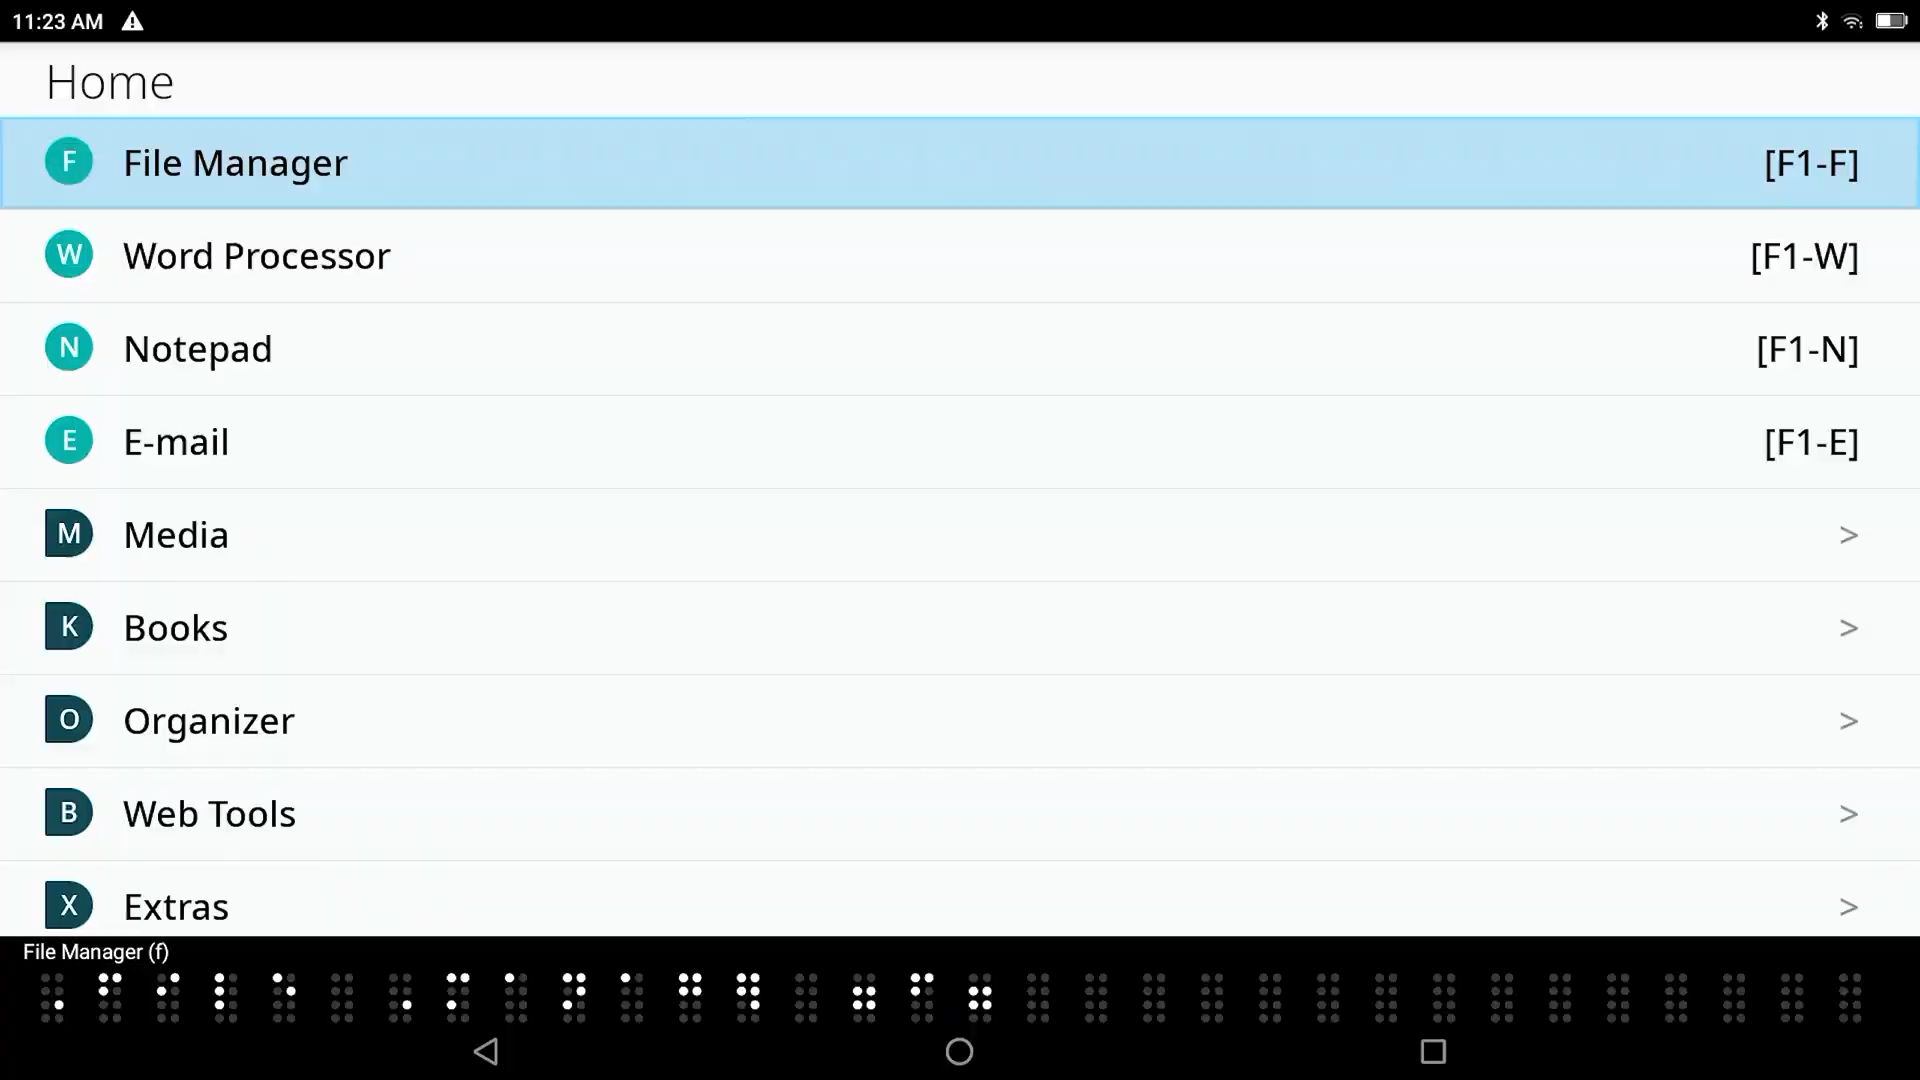 11:23 AM
Home
F File Manager [F1-F]
W Word Processor [F1-W]
N Notepad [F1-N]
E E-mail [F1-E]
M Media >
K Books >
O Organizer >
B Web Tools >
X Extras >
File Manager (f)
⠠⠋⠊⠇⠑⠀⠠⠍⠁⠝⠁⠛⠻⠀⠶⠋⠶